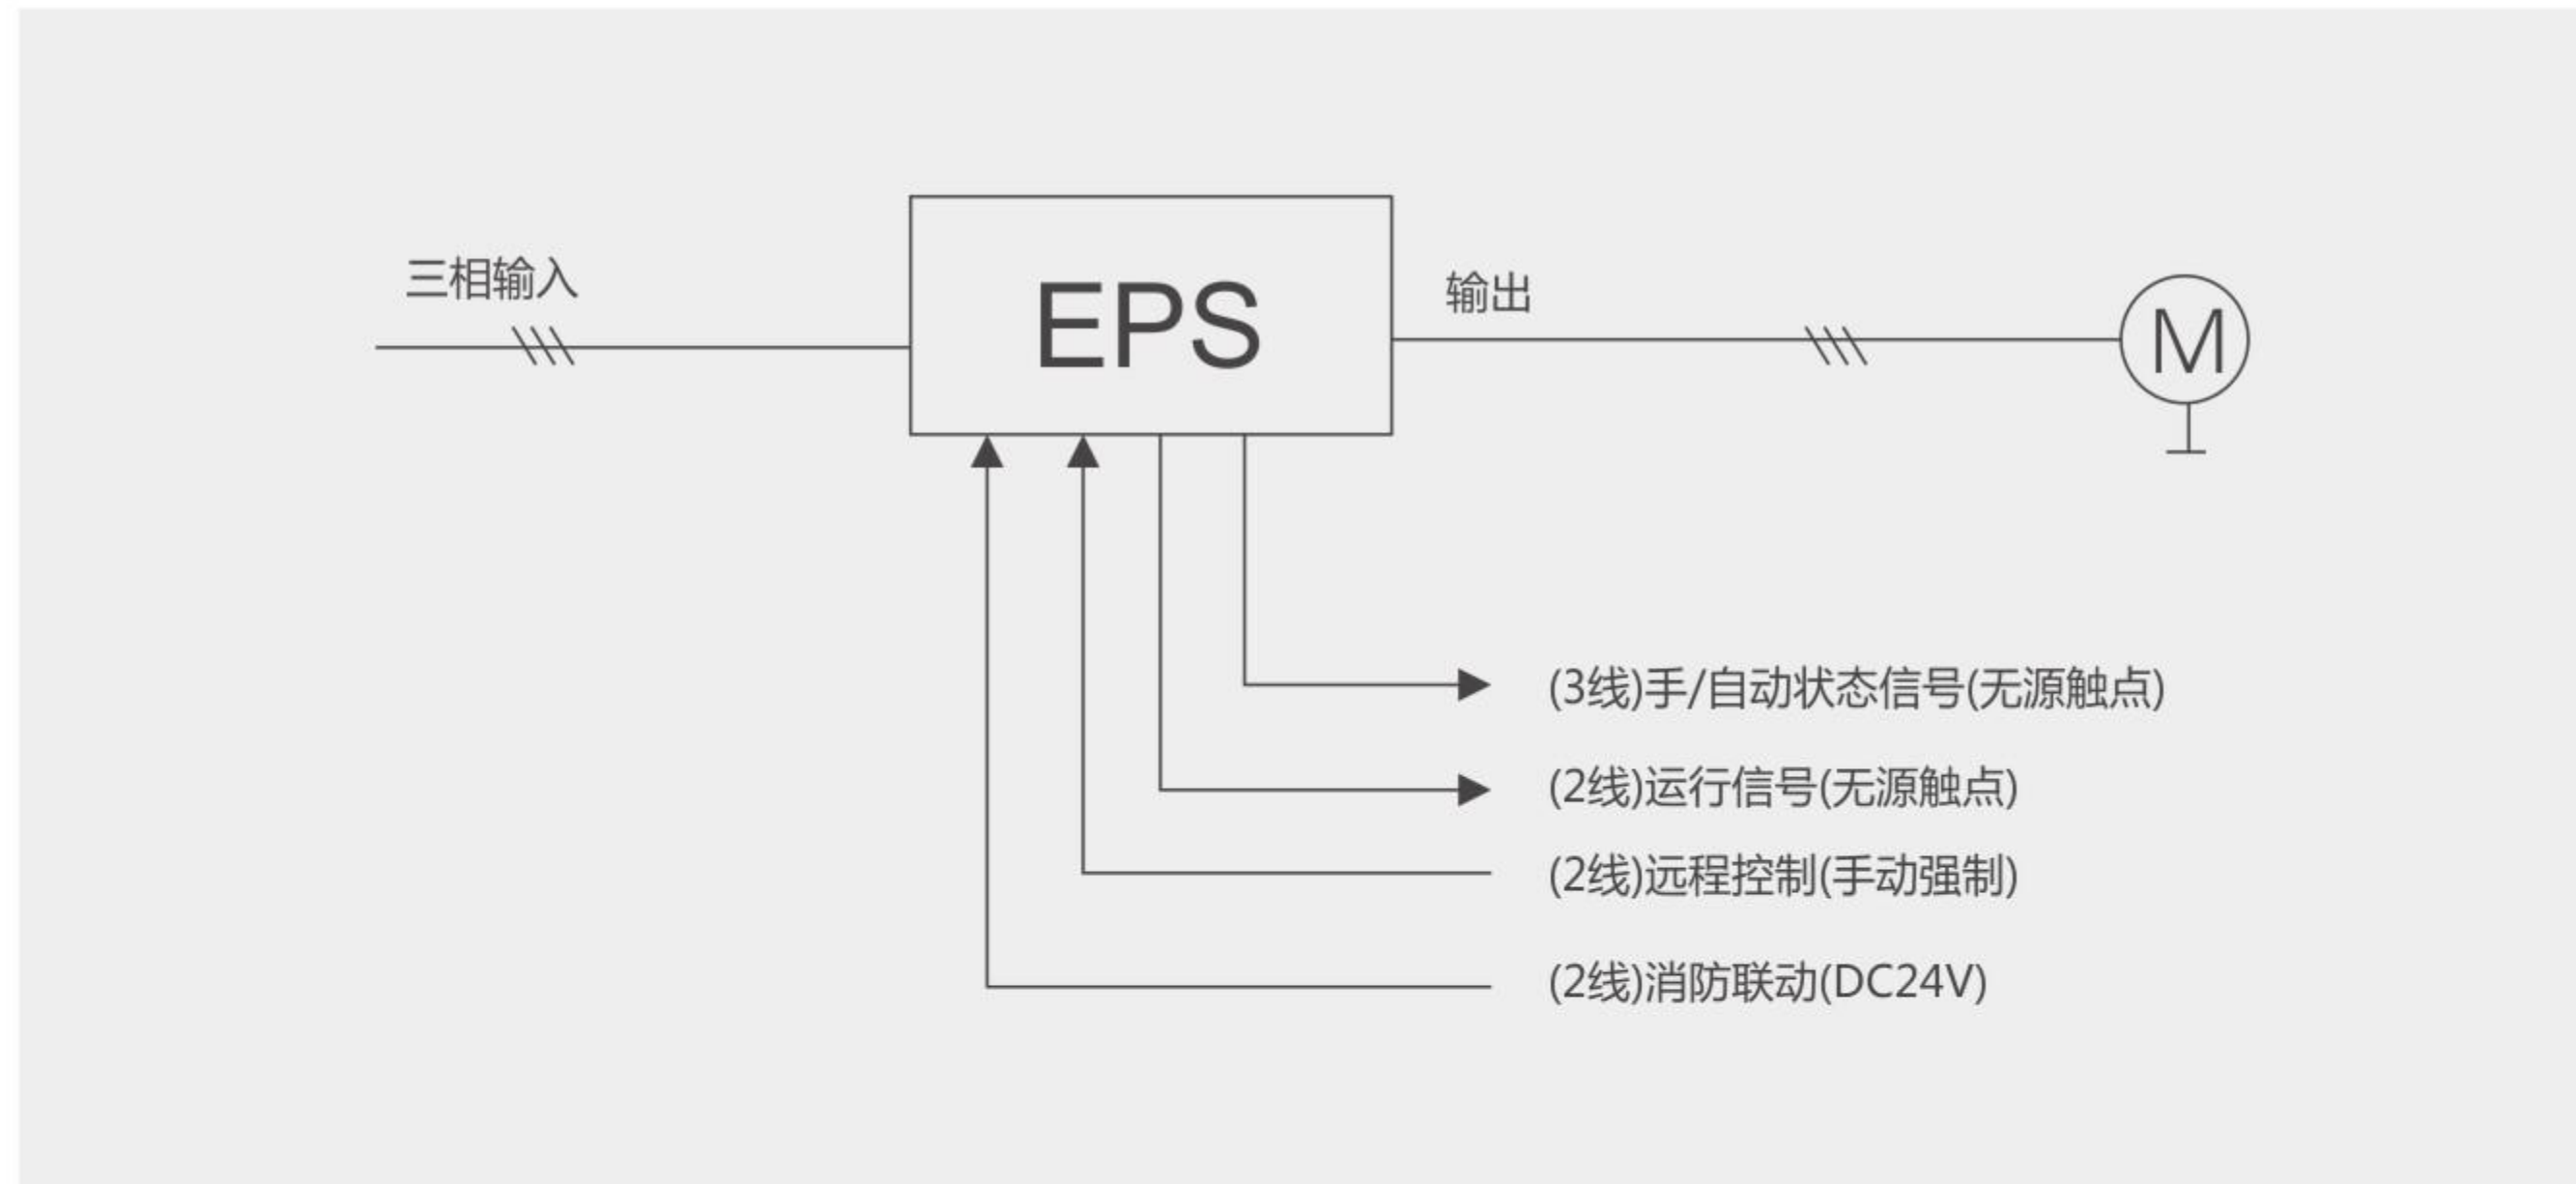 三相输入
EPS
输出
M
(3线)手/自动状态信号(无源触点)
(2线)运行信号(无源触点)
(2线)远程控制(手动强制)
(2线)消防联动(DC24V)